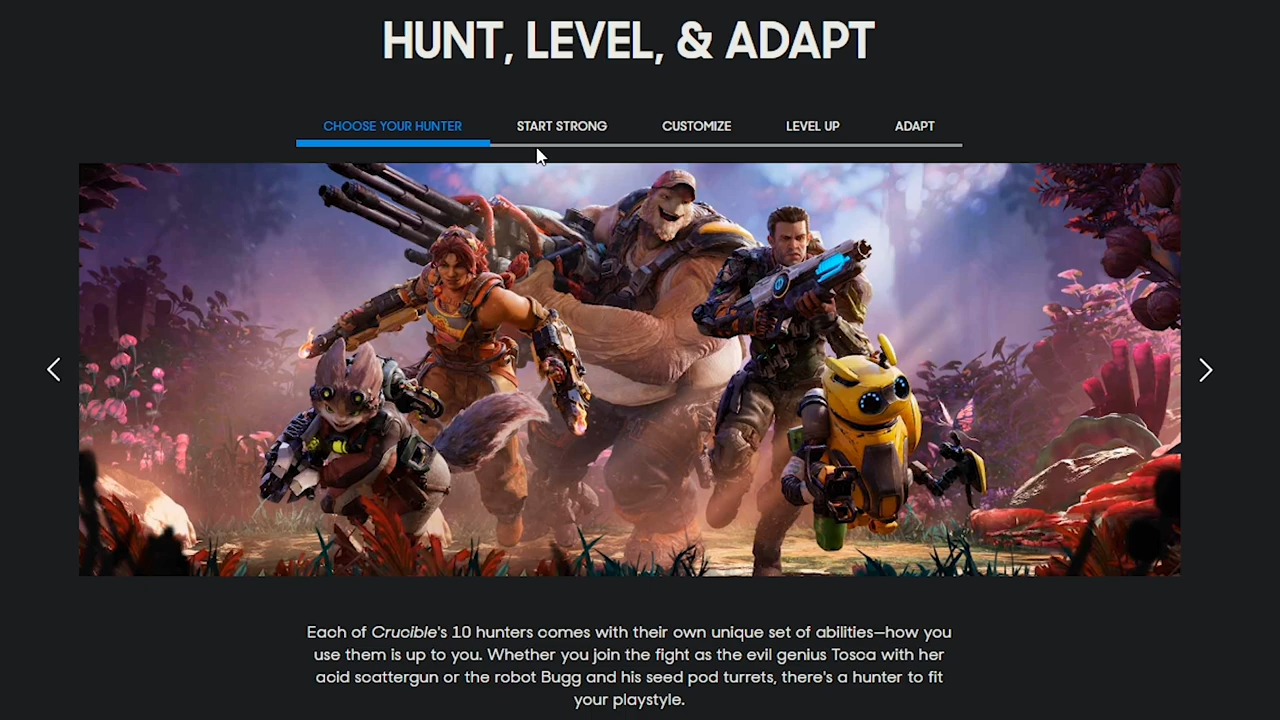 HUNT, LEVEL, & ADAPT
CHOOSE YOUR HUNTER START STRONG CUSTOMIZE LEVEL UP ADAPT
Each of Crucible's 10 hunters comes with their own unique set of abilities—how you
use them is up to you. Whether you join the fight as the evil genius Tosca with her
acid scattergun or the robot Bugg and his seed pod turrets, there's a hunter to fit
your playstyle.